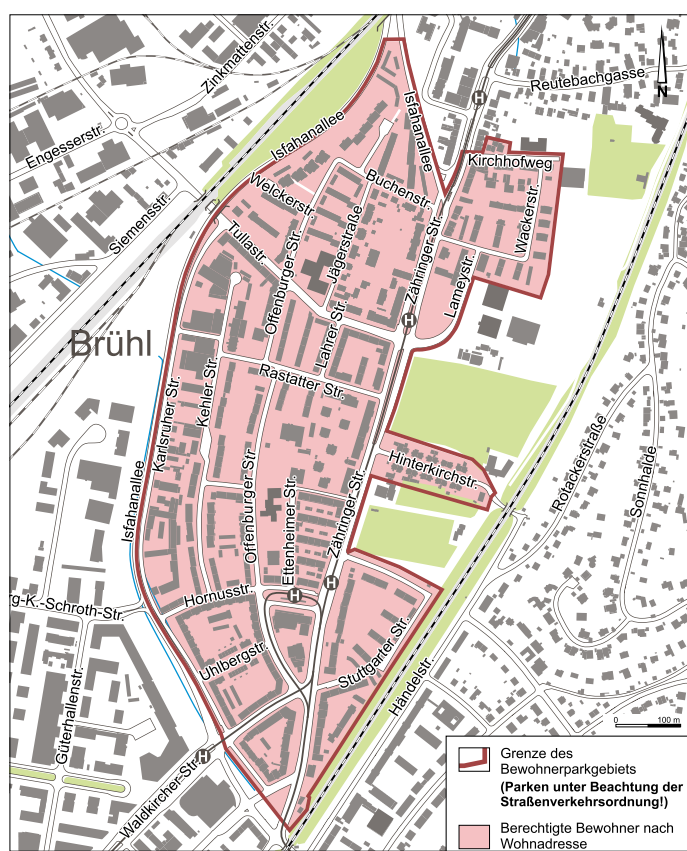 Zinkmattenstr.
Reutebachgasse
N
H
Engesserstr.
Isfahanallee
Isfahanallee
Kirchhofweg
Buchenstr.
Welckerstr.
Siemensstr.
Jägerstraße
Wackerstr.
Tullastr
Offenburger Str.
Zähringer Str.
Lameystr.
H
Brühl
Lahrer Str.
Rastatter Str.
Kehler Str.
Karlsruher Str.
Hinterkirchstr.
Rötackerstraße
Sonnhalde
Isfahanallee
Offenburger Str
Ettenheimer Str.
Zähringer Str.
H
H
Hornusstr.
rg-K.-Schroth-Str.
Uhlbergstr.
Stuttgarter Str.
Händelstr.
Güterhallenstr.
H
Waldkircher-Str.
0 100 m
Grenze des
Bewohnerparkgebiets
(Parken unter Beachtung der
Straßenverkehrsordnung!)
Berechtigte Bewohner nach
Wohnadresse